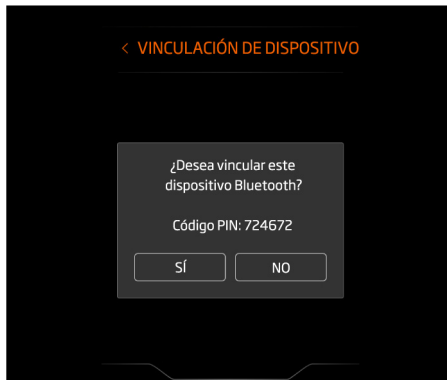 < VINCULACIÓN DE DISPOSITIVO
¿Desea vincular este
dispositivo Bluetooth?
Código PIN: 724672
SÍ
NO